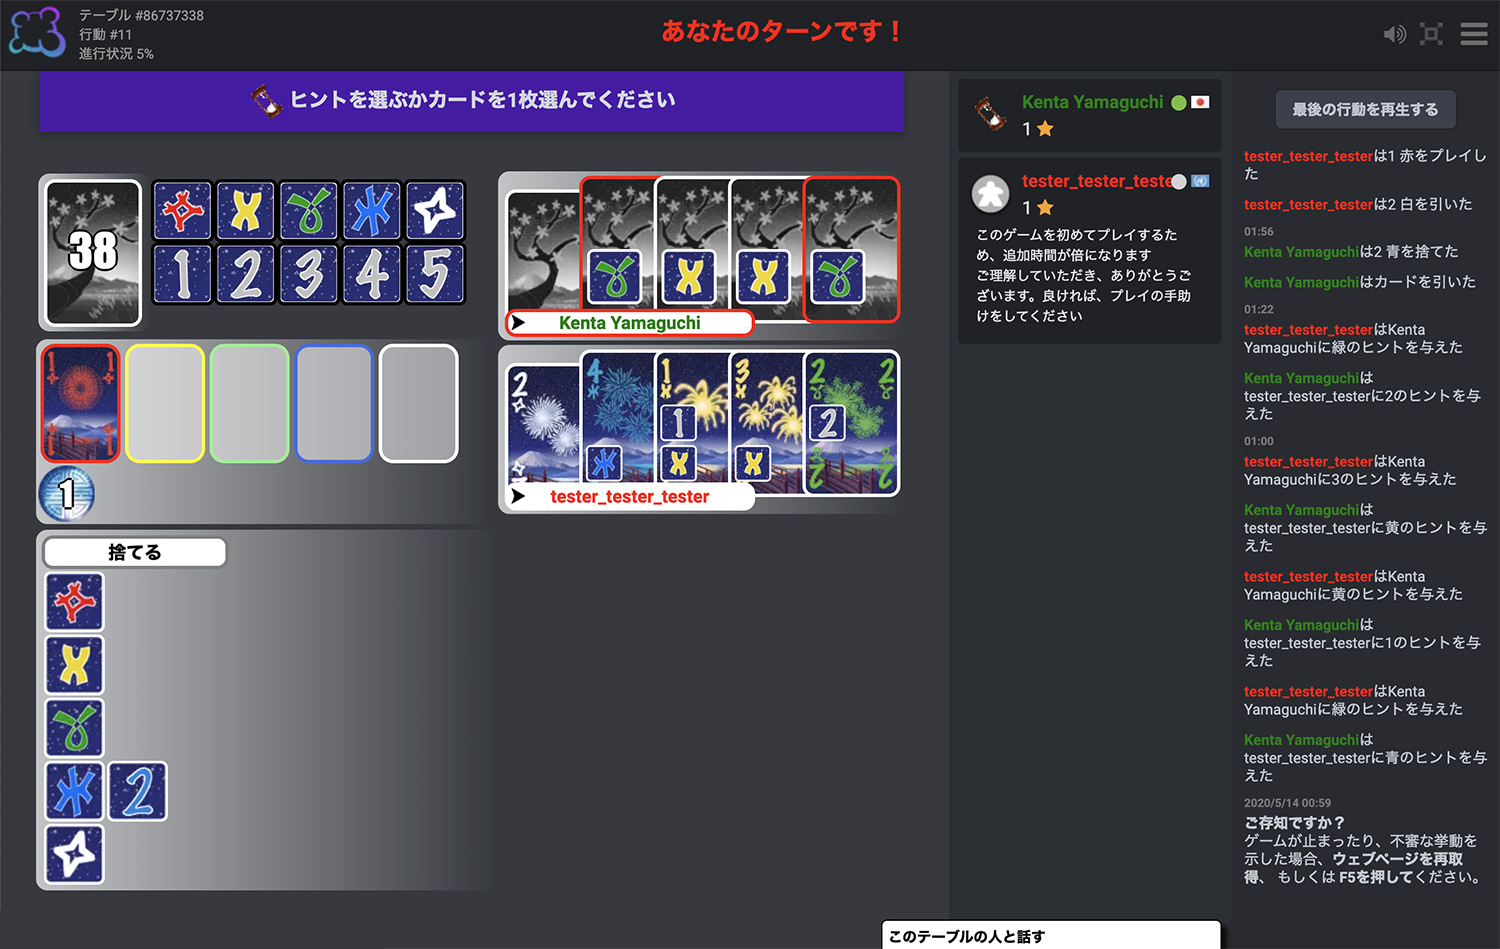 テーブル #86737338
行動 #11
進行状況 5%
あなたのターンです！
ヒントを選ぶかカードを1枚選んでください
38
1 2 3 4 5
1 1
1
捨てる
2
Kenta Yamaguchi
2
4
1
1
3
2 2
2
2 2
tester_tester_tester
Kenta Yamaguchi
1
tester_tester_teste
1
このゲームを初めてプレイするた
め、追加時間が倍になります
ご理解していただき、ありがとうご
ざいます。良ければ、プレイの手助
けをしてください
最後の行動を再生する
tester_tester_testerは1 赤をプレイし
た
tester_tester_testerは2 白を引いた
01:56
Kenta Yamaguchiは2 青を捨てた
Kenta Yamaguchiはカードを引いた
01:22
tester_tester_testerはKenta
Yamaguchiに緑のヒントを与えた
Kenta Yamaguchiは
tester_tester_testerに2のヒントを与
えた
01:00
tester_tester_testerはKenta
Yamaguchiに3のヒントを与えた
Kenta Yamaguchiは
tester_tester_testerに黄のヒントを与
えた
tester_tester_testerはKenta
Yamaguchiに黄のヒントを与えた
Kenta Yamaguchiは
tester_tester_testerに1のヒントを与
えた
tester_tester_testerはKenta
Yamaguchiに緑のヒントを与えた
Kenta Yamaguchiは
tester_tester_testerに青のヒントを与
えた
2020/5/14 00:59
ご存知ですか？
ゲームが止まったり、不審な挙動を
示した場合、ウェブページを再取
得、 もしくは F5を押してください。
このテーブルの人と話す